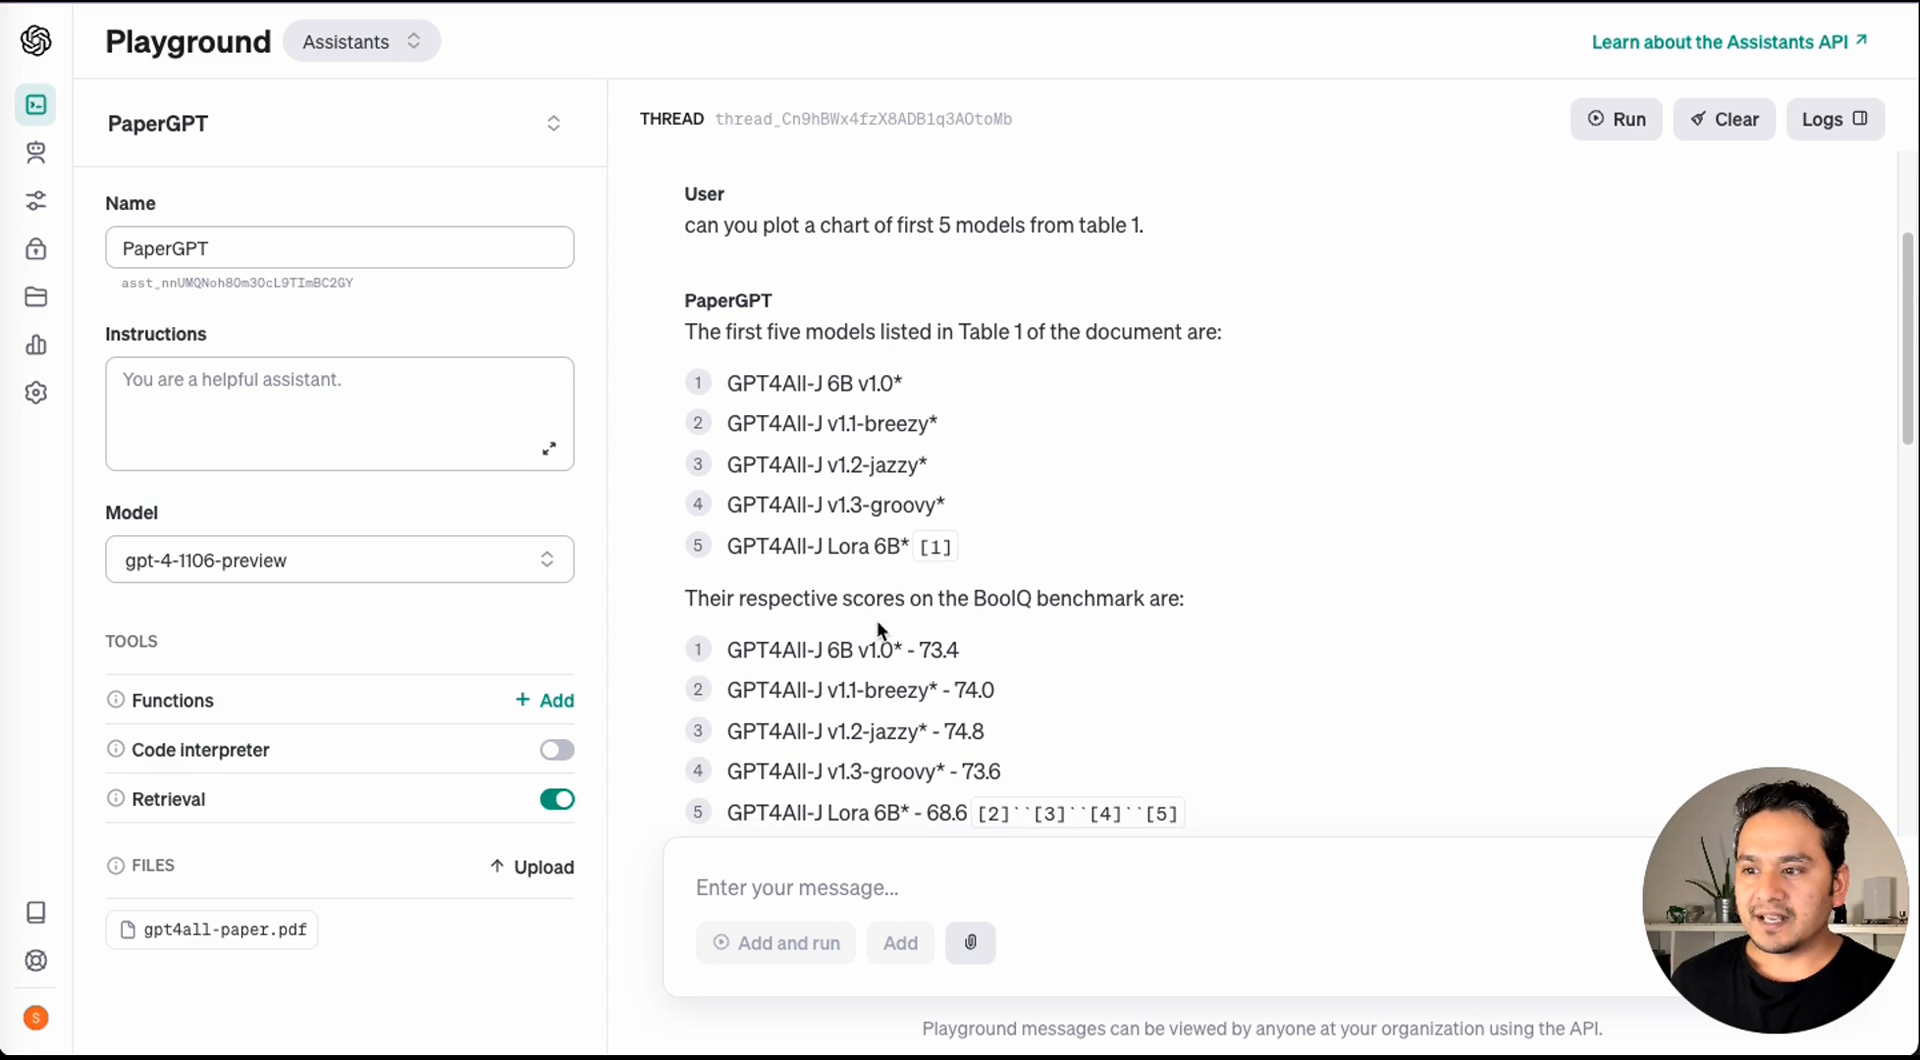 Playground
Assistants
Learn about the Assistants API
PaperGPT
Name
PaperGPT
asst_nnUMQNoh8Om3OcL9TImBC2GY
Instructions
You are a helpful assistant.
Model
gpt-4-1106-preview
TOOLS
Functions
+ Add
Code interpreter
Retrieval
FILES
Upload
gpt4all-paper.pdf
S
THREAD thread_Cn9hBWx4fzX8ADB1q3AOtoMb
Run
Clear
Logs
User
can you plot a chart of first 5 models from table 1.
PaperGPT
The first five models listed in Table 1 of the document are:
1 GPT4All-J 6B v1.0*
2 GPT4All-J v1.1-breezy*
3 GPT4All-J v1.2-jazzy*
4 GPT4All-J v1.3-groovy*
5 GPT4All-J Lora 6B* [1]
Their respective scores on the BoolQ benchmark are:
1 GPT4All-J 6B v1.0* - 73.4
2 GPT4All-J v1.1-breezy* - 74.0
3 GPT4All-J v1.2-jazzy* - 74.8
4 GPT4All-J v1.3-groovy* - 73.6
5 GPT4All-J Lora 6B* - 68.6 [2]``[3]``[4]``[5]
Enter your message...
Add and run
Add
Playground messages can be viewed by anyone at your organization using the API.